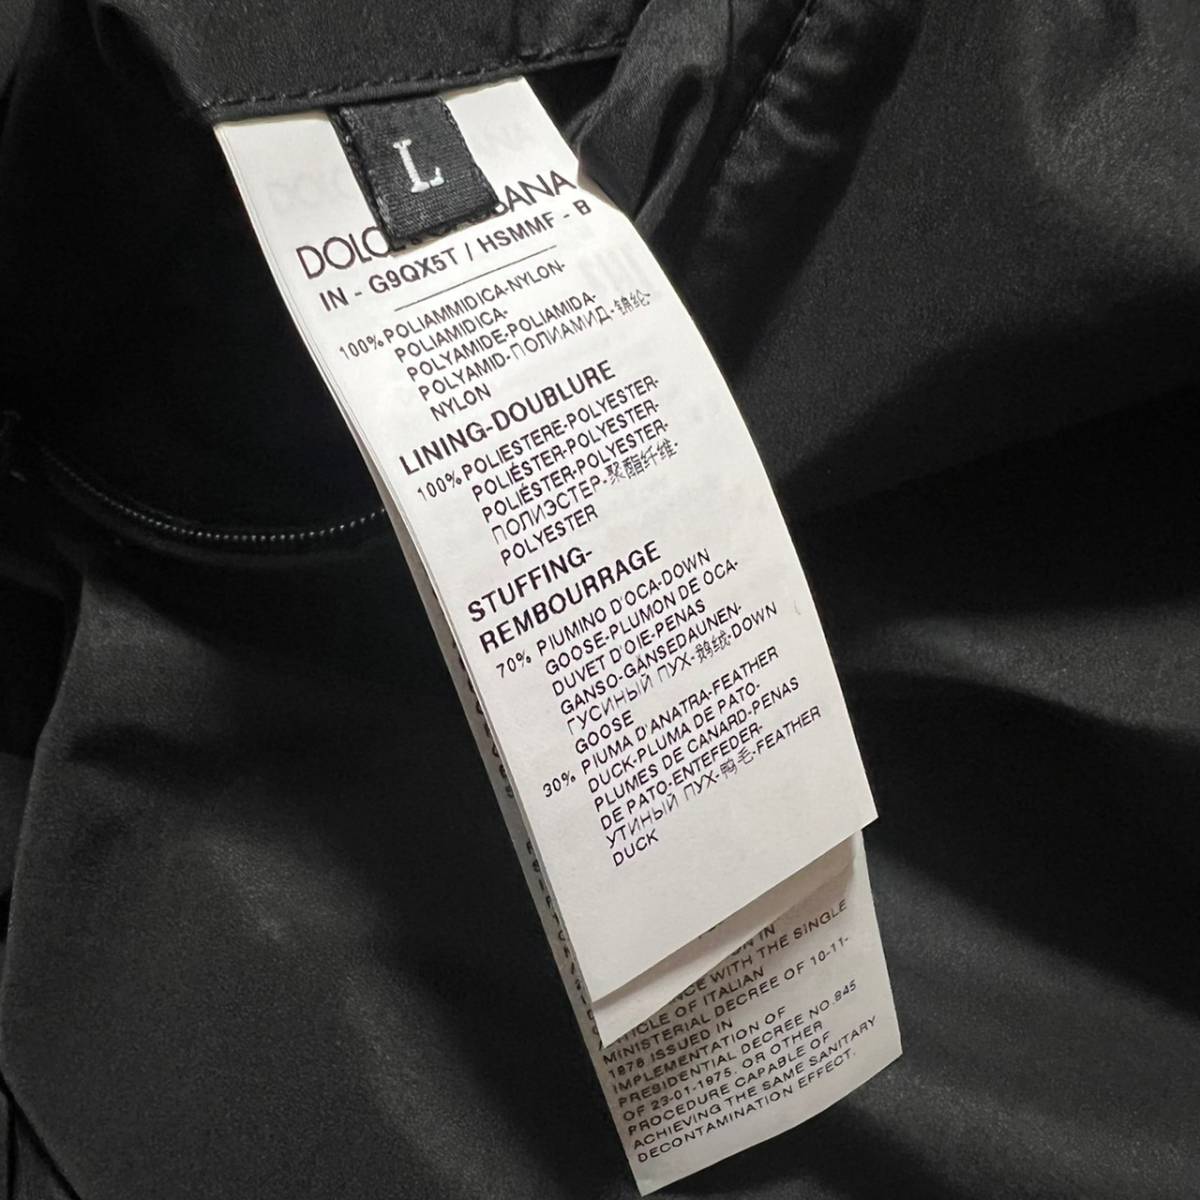 L
DOLC BANA
IN - G9QX5T / HSMMF - B
100% POLIAMMIDICA-NYLON-
POLIAMIDICA-
POLYAMIDE-POLIAMIDA-
POLYAMID-ПОЛИАМИД-锦纶-
NYLON
LINING-DOUBLURE
100% POLIESTERE-POLYESTER-
POLIÉSTER-POLYESTER-
POLIÉSTER-POLYESTER-
ПОЛИЭСТЕР-聚酯纤维-
POLYESTER
STUFFING-
REMBOURRAGE
70% PIUMINO D'OCA-DOWN
GOOSE-PLUMON DE OCA-
DUVET D'OIE-PENAS
GANSO-GÄNSEDAUNEN-
ГУСИНЫЙ ПУХ-鹅绒-DOWN
GOOSE
30% PIUMA D'ANATRA-FEATHER
DUCK-PLUMA DE PATO-
PLUMES DE CANARD-PENAS
DE PATO-ENTEFEDER-
УТИНЫЙ ПУХ-鸭毛-FEATHER
DUCK
IN
WITH THE SINGLE
OF ITALIAN
MINISTERIAL DECREE OF 10-11-
1976 ISSUED IN
IMPLEMENTATION OF
PRESIDENTIAL DECREE NO.845
OF 23-01-1975. OR OTHER
PROCEDURE CAPABLE OF
ACHIEVING THE SAME SANITARY
DECONTAMINATION EFFECT.